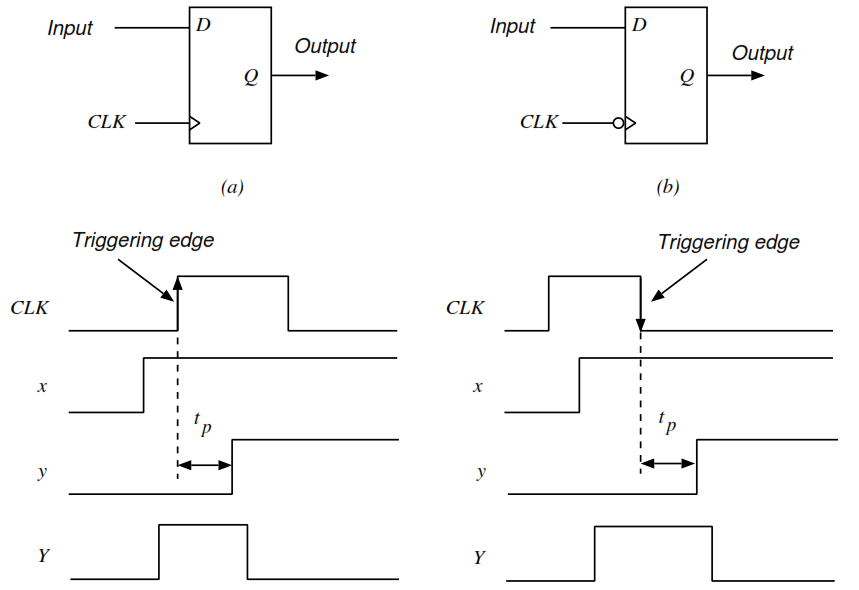 Input
D
Output
Q
CLK
(a)
Input
D
Output
Q
CLK
(b)
Triggering edge
CLK
x
t p
y
Y
Triggering edge
CLK
x
t p
y
Y